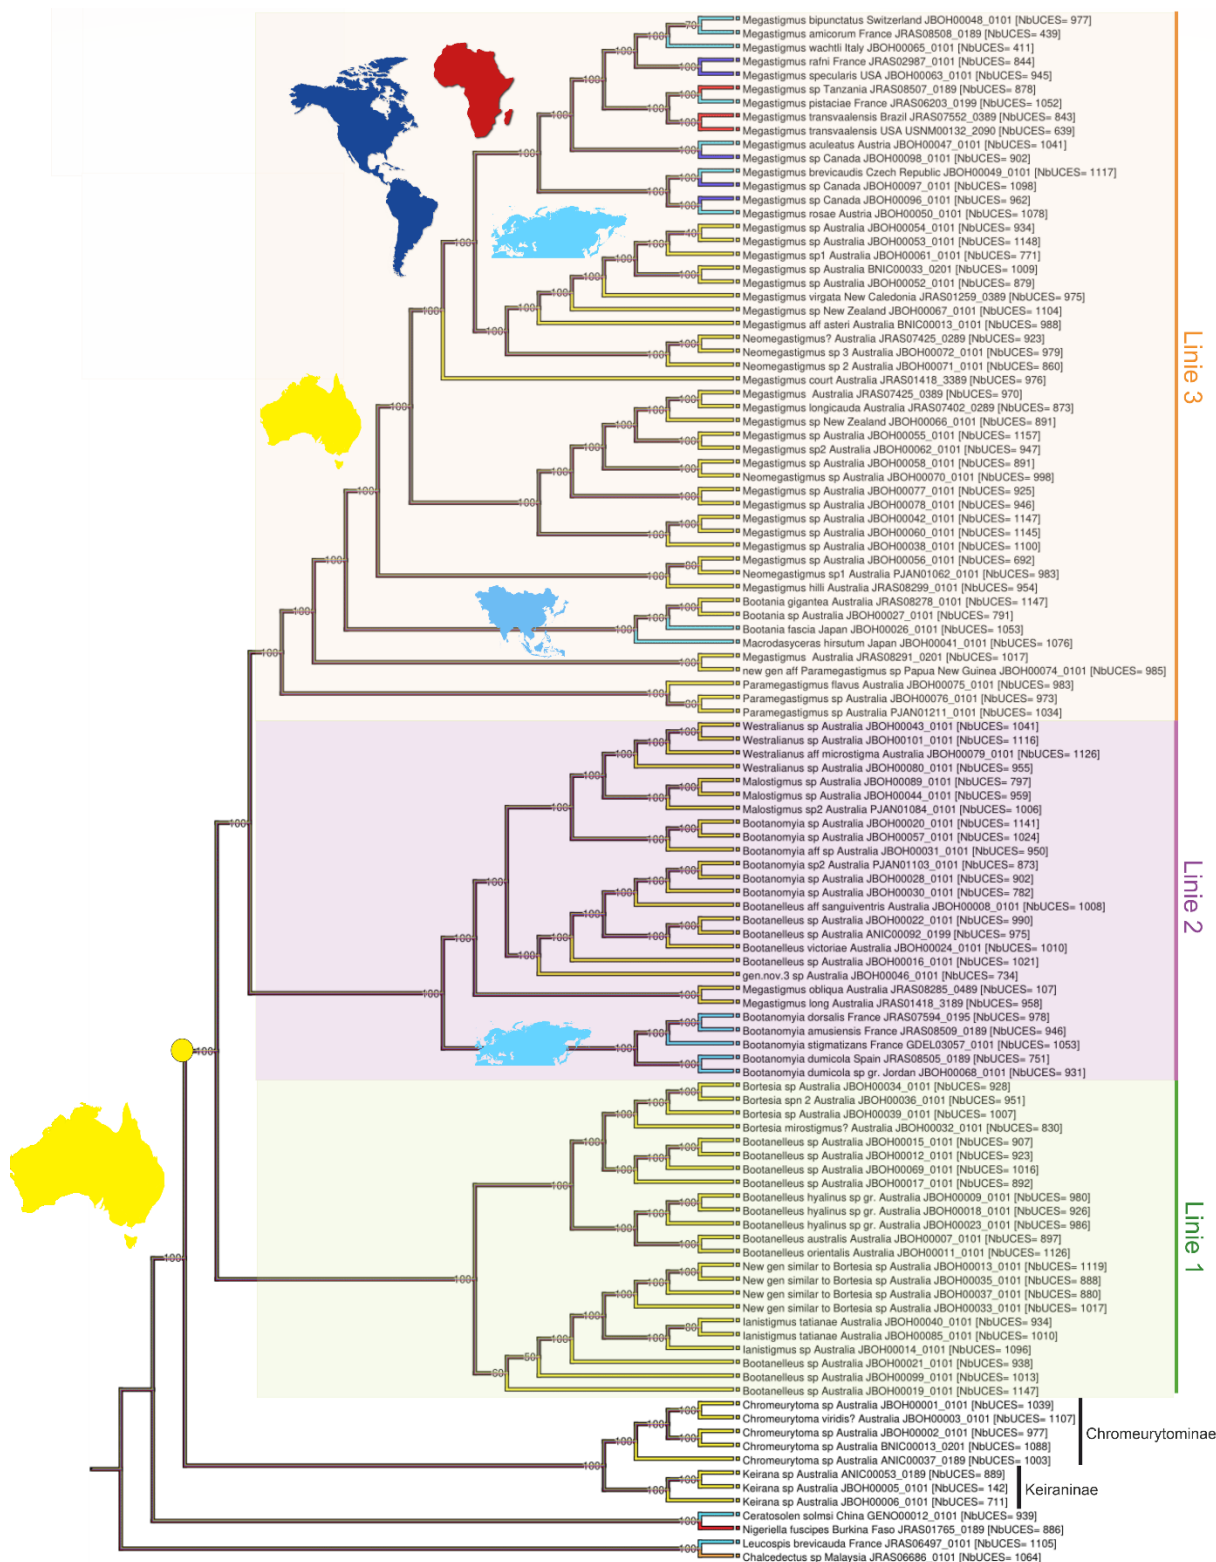 Megastigmus bipunctatus Switzerland JBOH00048_0101 [NbUCES= 977]
Megastigmus amicorum France JRAS08508_0189 [NbUCES= 439]
Megastigmus wachtli Italy JBOH00065_0101 [NbUCES= 411]
Megastigmus rafni France JRAS02987_0101 [NbUCES= 844]
Megastigmus specularis USA JBOH00063_0101 [NbUCES= 945]
Megastigmus sp Tanzania JRAS08507_0189 [NbUCES= 878]
Megastigmus pistaciae France JRAS06203_0199 [NbUCES= 1052]
Megastigmus transvaalensis Brazil JRAS07552_0389 [NbUCES= 843]
Megastigmus transvaalensis USA USNM00132_2090 [NbUCES= 639]
Megastigmus aculeatus Austria JBOH00047_0101 [NbUCES= 1041]
Megastigmus sp Canada JBOH00098_0101 [NbUCES= 902]
Megastigmus brevicaudis Czech Republic JBOH00049_0101 [NbUCES= 1117]
Megastigmus sp Canada JBOH00097_0101 [NbUCES= 1098]
Megastigmus sp Canada JBOH00096_0101 [NbUCES= 962]
Megastigmus rosae Austria JBOH00050_0101 [NbUCES= 1078]
Megastigmus sp Australia JBOH00054_0101 [NbUCES= 934]
Megastigmus sp Australia JBOH00053_0101 [NbUCES= 1148]
Megastigmus sp1 Australia JBOH00061_0101 [NbUCES= 771]
Megastigmus sp Australia BNIC00033_0201 [NbUCES= 1009]
Megastigmus sp Australia JBOH00052_0101 [NbUCES= 879]
Megastigmus virgata New Caledonia JRAS01259_0389 [NbUCES= 975]
Megastigmus sp New Zealand JBOH00067_0101 [NbUCES= 1104]
Megastigmus aff asteri Australia BNIC00013_0101 [NbUCES= 988]
Neomegastigmus? Australia JRAS07425_0289 [NbUCES= 923]
Neomegastigmus sp 3 Australia JBOH00072_0101 [NbUCES= 979]
Neomegastigmus sp 2 Australia JBOH00071_0101 [NbUCES= 860]
Megastigmus court Australia JRAS01418_3389 [NbUCES= 976]
Megastigmus Australia JRAS07425_0389 [NbUCES= 970]
Megastigmus longicauda Australia JRAS07402_0289 [NbUCES= 873]
Megastigmus sp New Zealand JBOH00066_0101 [NbUCES= 891]
Megastigmus sp Australia JBOH00055_0101 [NbUCES= 1157]
Megastigmus sp2 Australia JBOH00062_0101 [NbUCES= 947]
Megastigmus sp Australia JBOH00058_0101 [NbUCES= 891]
Neomegastigmus sp Australia JBOH00070_0101 [NbUCES= 998]
Megastigmus sp Australia JBOH00077_0101 [NbUCES= 925]
Megastigmus sp Australia JBOH00078_0101 [NbUCES= 946]
Megastigmus sp Australia JBOH00042_0101 [NbUCES= 1147]
Megastigmus sp Australia JBOH00060_0101 [NbUCES= 1145]
Megastigmus sp Australia JBOH00038_0101 [NbUCES= 1100]
Megastigmus sp Australia JBOH00056_0101 [NbUCES= 692]
Neomegastigmus sp1 Australia PJAN01062_0101 [NbUCES= 983]
Megastigmus hilli Australia JRAS08299_0101 [NbUCES= 954]
Bootania gigantea Australia JRAS08278_0101 [NbUCES= 1147]
Bootania sp Australia JBOH00027_0101 [NbUCES= 791]
Bootania fascia Japan JBOH00026_0101 [NbUCES= 1053]
Macrodasyceras hirsutum Japan JBOH00041_0101 [NbUCES= 1076]
Megastigmus Australia JRAS08291_0201 [NbUCES= 1017]
new gen aff Paramegastigmus sp Papua New Guinea JBOH00074_0101 [NbUCES= 985]
Paramegastigmus flavus Australia JBOH00075_0101 [NbUCES= 983]
Paramegastigmus sp Australia JBOH00076_0101 [NbUCES= 973]
Paramegastigmus sp Australia PJAN01211_0101 [NbUCES= 1034]
Linie 3
Westralianus sp Australia JBOH00043_0101 [NbUCES= 1041]
Westralianus sp Australia JBOH00101_0101 [NbUCES= 1116]
Westralianus aff microstigma Australia JBOH00079_0101 [NbUCES= 1126]
Westralianus sp Australia JBOH00080_0101 [NbUCES= 955]
Malostigmus sp Australia JBOH00089_0101 [NbUCES= 797]
Malostigmus sp Australia JBOH00044_0101 [NbUCES= 959]
Malostigmus sp2 Australia PJAN01084_0101 [NbUCES= 1006]
Bootanomyia sp Australia JBOH00020_0101 [NbUCES= 1141]
Bootanomyia sp Australia JBOH00057_0101 [NbUCES= 1024]
Bootanomyia aff sp Australia JBOH00031_0101 [NbUCES= 950]
Bootanomyia sp2 Australia PJAN01103_0101 [NbUCES= 873]
Bootanomyia sp Australia JBOH00028_0101 [NbUCES= 902]
Bootanomyia sp Australia JBOH00030_0101 [NbUCES= 782]
Bootanelleus aff sanguiventris Australia JBOH00008_0101 [NbUCES= 1008]
Bootanelleus sp Australia JBOH00022_0101 [NbUCES= 990]
Bootanelleus sp Australia ANIC00092_0199 [NbUCES= 975]
Bootanelleus victoriae Australia JBOH00024_0101 [NbUCES= 1010]
Bootanelleus sp Australia JBOH00016_0101 [NbUCES= 1021]
gen.nov.3 sp Australia JBOH00046_0101 [NbUCES= 734]
Megastigmus obliqua Australia JRAS08285_0489 [NbUCES= 107]
Megastigmus long Australia JRAS01418_3189 [NbUCES= 958]
Bootanomyia dorsalis France JRAS07594_0195 [NbUCES= 978]
Bootanomyia amusiensis France JRAS08509_0189 [NbUCES= 946]
Bootanomyia stigmatizans France GDEL03057_0101 [NbUCES= 1053]
Bootanomyia dumicola Spain JRAS08505_0189 [NbUCES= 751]
Bootanomyia dumicola sp gr. Jordan JBOH00068_0101 [NbUCES= 931]
Linie 2
Bortesia sp Australia JBOH00034_0101 [NbUCES= 928]
Bortesia spn 2 Australia JBOH00036_0101 [NbUCES= 951]
Bortesia sp Australia JBOH00039_0101 [NbUCES= 1007]
Bortesia mirostigmus? Australia JBOH00032_0101 [NbUCES= 830]
Bootanelleus sp Australia JBOH00015_0101 [NbUCES= 907]
Bootanelleus sp Australia JBOH00012_0101 [NbUCES= 923]
Bootanelleus sp Australia JBOH00069_0101 [NbUCES= 1016]
Bootanelleus sp Australia JBOH00017_0101 [NbUCES= 892]
Bootanelleus hyalinus sp gr. Australia JBOH00009_0101 [NbUCES= 980]
Bootanelleus hyalinus sp gr. Australia JBOH00018_0101 [NbUCES= 926]
Bootanelleus hyalinus sp gr. Australia JBOH00023_0101 [NbUCES= 986]
Bootanelleus australis Australia JBOH00007_0101 [NbUCES= 897]
Bootanelleus orientalis Australia JBOH00011_0101 [NbUCES= 1126]
New gen similar to Bortesia sp Australia JBOH00013_0101 [NbUCES= 1119]
New gen similar to Bortesia sp Australia JBOH00035_0101 [NbUCES= 888]
New gen similar to Bortesia sp Australia JBOH00037_0101 [NbUCES= 880]
New gen similar to Bortesia sp Australia JBOH00033_0101 [NbUCES= 1017]
Ianistigmus tatianae Australia JBOH00040_0101 [NbUCES= 934]
Ianistigmus tatianae Australia JBOH00085_0101 [NbUCES= 1010]
Ianistigmus sp Australia JBOH00014_0101 [NbUCES= 1096]
Bootanelleus sp Australia JBOH00021_0101 [NbUCES= 938]
Bootanelleus sp Australia JBOH00099_0101 [NbUCES= 1013]
Bootanelleus sp Australia JBOH00019_0101 [NbUCES= 1147]
Linie 1
Chromeurytoma sp Australia JBOH00001_0101 [NbUCES= 1039]
Chromeurytoma viridis? Australia JBOH00003_0101 [NbUCES= 1107]
Chromeurytoma sp Australia JBOH00002_0101 [NbUCES= 977]
Chromeurytoma sp Australia BNIC00013_0201 [NbUCES= 1088]
Chromeurytoma sp Australia ANIC00037_0189 [NbUCES= 1003]
Chromeurytominae
Keirana sp Australia ANIC00053_0189 [NbUCES= 889]
Keirana sp Australia JBOH00005_0101 [NbUCES= 142]
Keirana sp Australia JBOH00006_0101 [NbUCES= 711]
Keiraninae
Ceratosolen solmsi China GENO00012_0101 [NbUCES= 939]
Nigeriella fuscipes Burkina Faso JRAS01765_0189 [NbUCES= 886]
Leucospis brevicauda France JRAS06497_0101 [NbUCES= 1105]
Chalcedectus sp Malaysia JRAS06686_0101 [NbUCES= 1064]